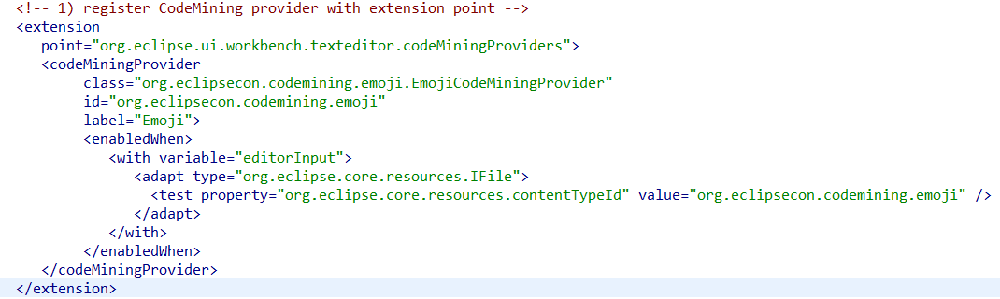 <!-- 1) register CodeMining provider with extension point -->
<extension
point="org.eclipse.ui.workbench.texteditor.codeMiningProviders">
<codeMiningProvider
class="org.eclipsecon.codemining.emoji.EmojiCodeMiningProvider"
id="org.eclipsecon.codemining.emoji"
label="Emoji">
<enabledWhen>
<with variable="editorInput">
<adapt type="org.eclipse.core.resources.IFile">
<test property="org.eclipse.core.resources.contentTypeId" value="org.eclipsecon.codemining.emoji" />
</adapt>
</with>
</enabledWhen>
</codeMiningProvider>
</extension>